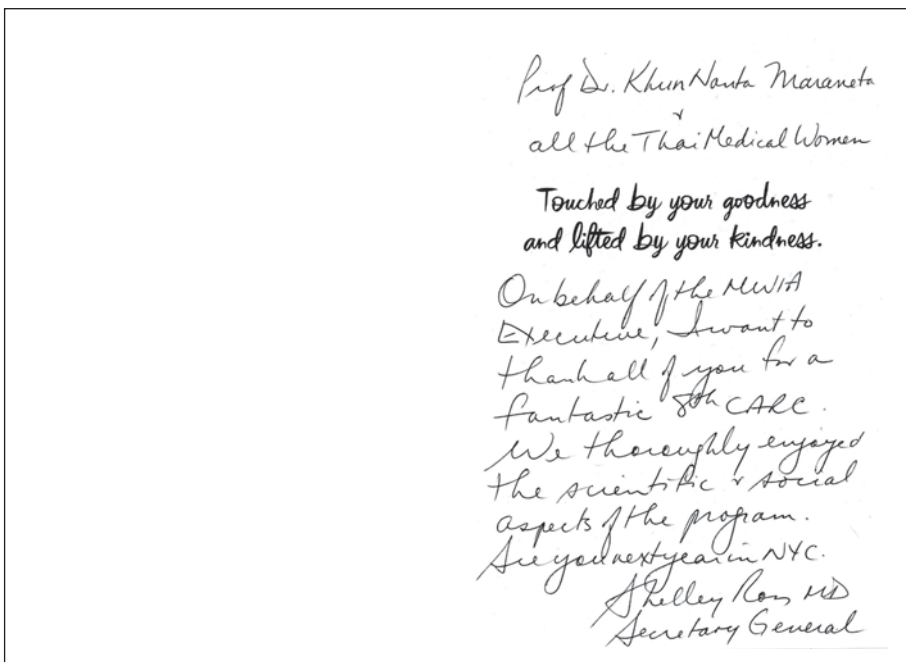 Prof Dr. Khun Nanta Maraneta
&
all the Thai Medical Women
Touched by your goodness
and lifted by your kindness.
On behalf of the MWIA
Executive, I want to
thank all of you for a
fantastic 8th CARC.
We thoroughly enjoyed
the scientific & social
aspects of the program.
See you next year in NYC.
Shelley Ross MD
Secretary General